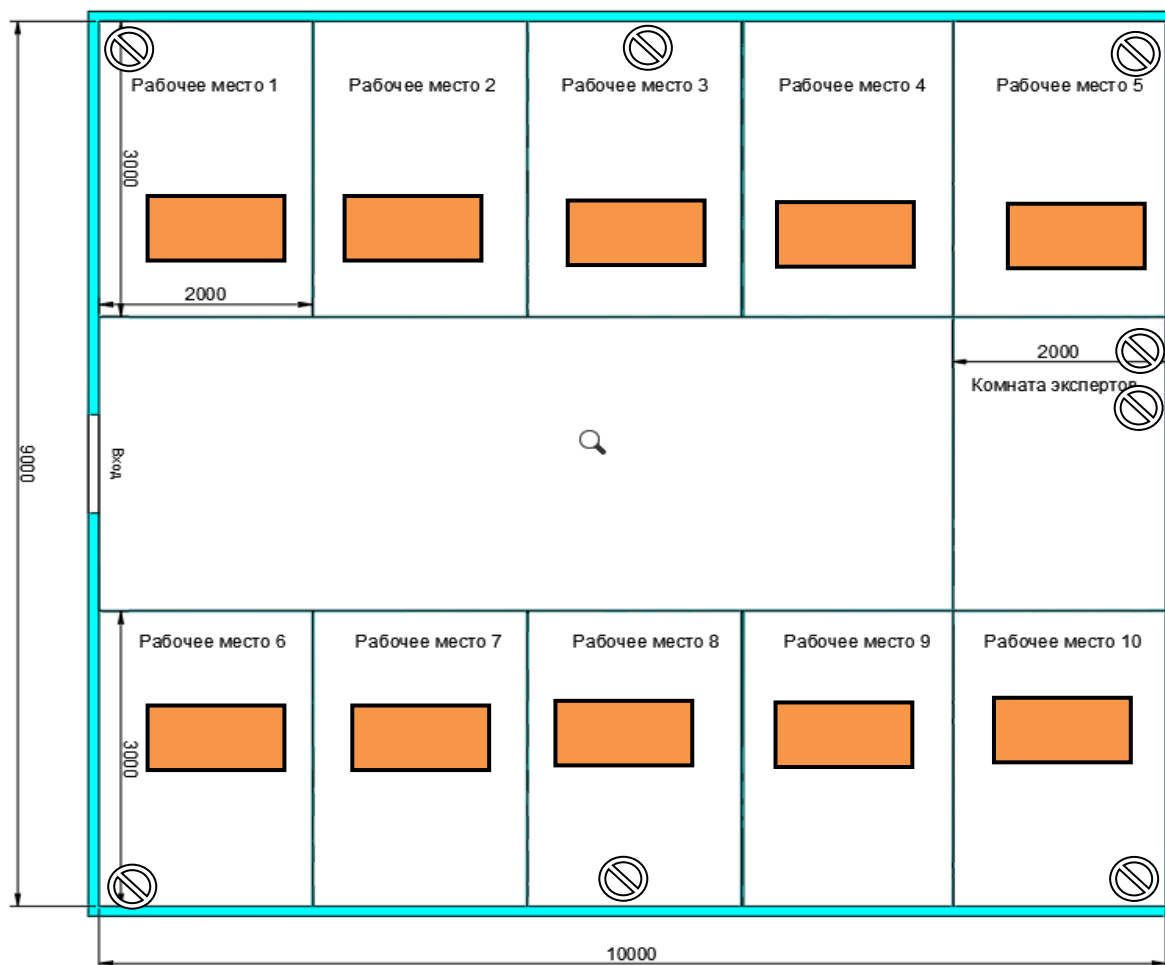 Рабочее место 1
Рабочее место 2
Рабочее место 3
Рабочее место 4
Рабочее место 5
3000
2000
2000
Комната экспертов
9000
Вход
Рабочее место 6
Рабочее место 7
Рабочее место 8
Рабочее место 9
Рабочее место 10
3000
10000